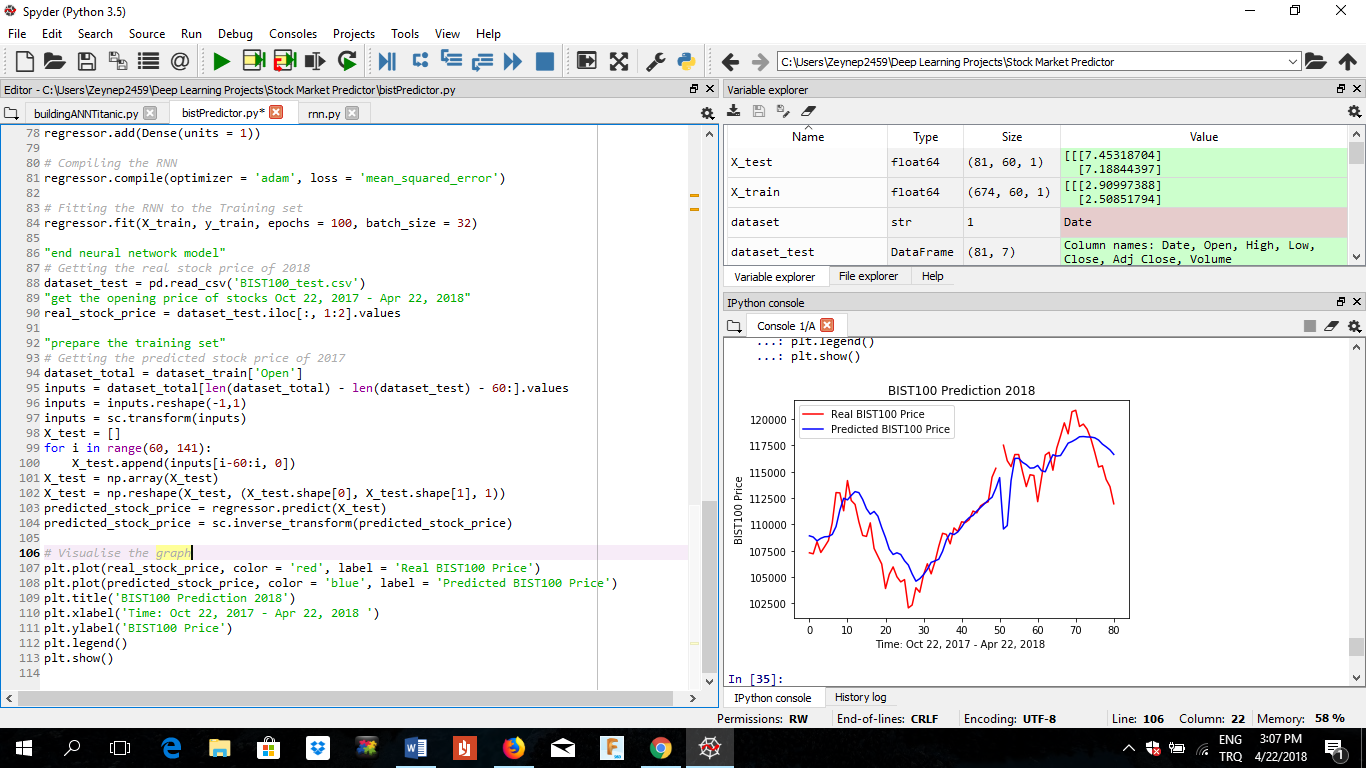 Spyder (Python 3.5)
File Edit Search Source Run Debug Consoles Projects Tools View Help
C:\Users\Zeynep2459\Deep Learning Projects\Stock Market Predictor
Editor - C:\Users\Zeynep2459\Deep Learning Projects\Stock Market Predictor\bistPredictor.py
buildingANNTitanic.py bistPredictor.py* rnn.py
78 regressor.add(Dense(units = 1))
79
80 # Compiling the RNN
81 regressor.compile(optimizer = 'adam', loss = 'mean_squared_error')
82
83 # Fitting the RNN to the Training set
84 regressor.fit(X_train, y_train, epochs = 100, batch_size = 32)
85
86 "end neural network model"
87 # Getting the real stock price of 2018
88 dataset_test = pd.read_csv('BIST100_test.csv')
89 "get the opening price of stocks Oct 22, 2017 - Apr 22, 2018"
90 real_stock_price = dataset_test.iloc[:, 1:2].values
91
92 "prepare the training set"
93 # Getting the predicted stock price of 2017
94 dataset_total = dataset_train['Open']
95 inputs = dataset_total[len(dataset_total) - len(dataset_test) - 60:].values
96 inputs = inputs.reshape(-1,1)
97 inputs = sc.transform(inputs)
98 X_test = []
99 for i in range(60, 141):
100     X_test.append(inputs[i-60:i, 0])
101 X_test = np.array(X_test)
102 X_test = np.reshape(X_test, (X_test.shape[0], X_test.shape[1], 1))
103 predicted_stock_price = regressor.predict(X_test)
104 predicted_stock_price = sc.inverse_transform(predicted_stock_price)
105
106 # Visualise the graph
107 plt.plot(real_stock_price, color = 'red', label = 'Real BIST100 Price')
108 plt.plot(predicted_stock_price, color = 'blue', label = 'Predicted BIST100 Price')
109 plt.title('BIST100 Prediction 2018')
110 plt.xlabel('Time: Oct 22, 2017 - Apr 22, 2018 ')
111 plt.ylabel('BIST100 Price')
112 plt.legend()
113 plt.show()
114
Variable explorer
Name Type Size Value
X_test float64 (81, 60, 1) [[[7.45318704]
[7.18844397]
X_train float64 (674, 60, 1) [[[2.90997388]
[2.50851794]
dataset str 1 Date
dataset_test DataFrame (81, 7) Column names: Date, Open, High, Low,
Close, Adj Close, Volume
Variable explorer File explorer Help
IPython console
Console 1/A
...: plt.legend()
...: plt.show()
BIST100 Prediction 2018
Real BIST100 Price
Predicted BIST100 Price
BIST100 Price
120000
117500
115000
112500
110000
107500
105000
102500
0 10 20 30 40 50 60 70 80
Time: Oct 22, 2017 - Apr 22, 2018
In [35]:
IPython console History log
Permissions: RW End-of-lines: CRLF Encoding: UTF-8 Line: 106 Column: 22 Memory: 58 %
ENG 3:07 PM
TRQ 4/22/2018
1